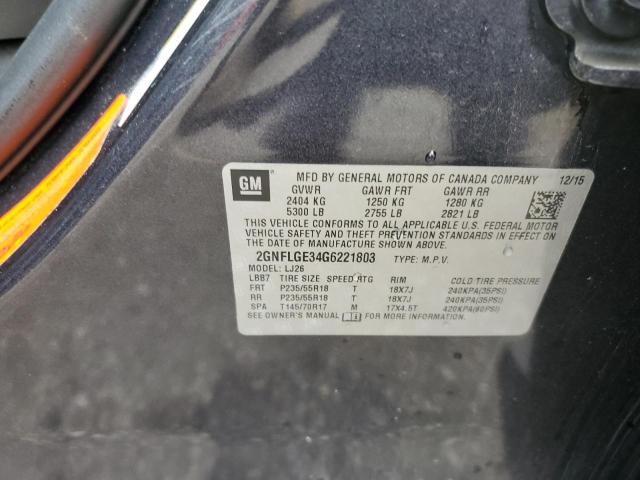 GM
MFD BY GENERAL MOTORS OF CANADA COMPANY 12/15
GVWR GAWR FRT GAWR RR
2404 KG 1250 KG 1280 KG
5300 LB 2755 LB 2821 LB
THIS VEHICLE CONFORMS TO ALL APPLICABLE U.S. FEDERAL MOTOR
VEHICLE SAFETY AND THEFT PREVENTION STANDARDS IN EFFECT ON
THE DATE OF MANUFACTURE SHOWN ABOVE.
2GNFLGE34G6221803 TYPE: M.P.V.
MODEL: LJ26
LBB7 TIRE SIZE SPEED RTG RIM COLD TIRE PRESSURE
FRT P235/55R18 T 18X7J 240KPA(35PSI)
RR P235/55R18 T 18X7J 240KPA(35PSI)
SPA T145/70R17 M 17X4.5T 420KPA(60PSI)
SEE OWNER'S MANUAL FOR MORE INFORMATION.